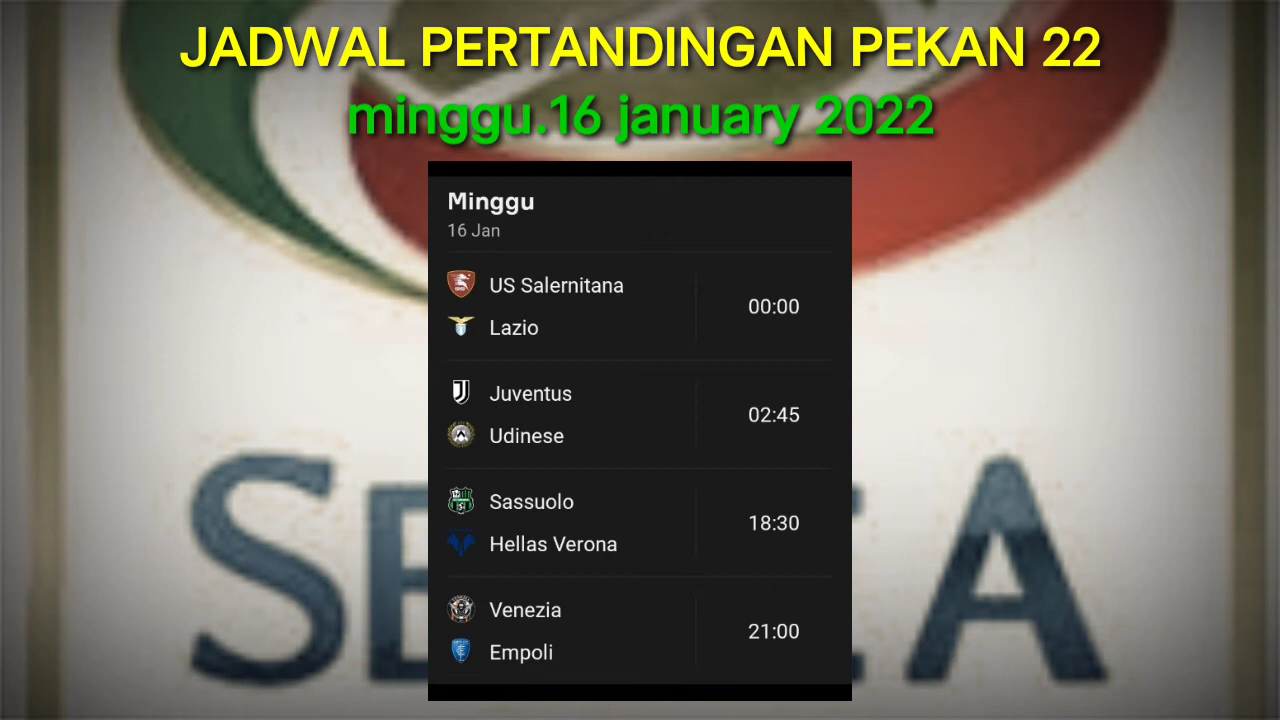 JADWAL PERTANDINGAN PEKAN 22
minggu.16 january 2022
Minggu
16 Jan
US Salernitana
Lazio
00:00
Juventus
Udinese
02:45
Sassuolo
Hellas Verona
18:30
Venezia
Empoli
21:00
SE
A